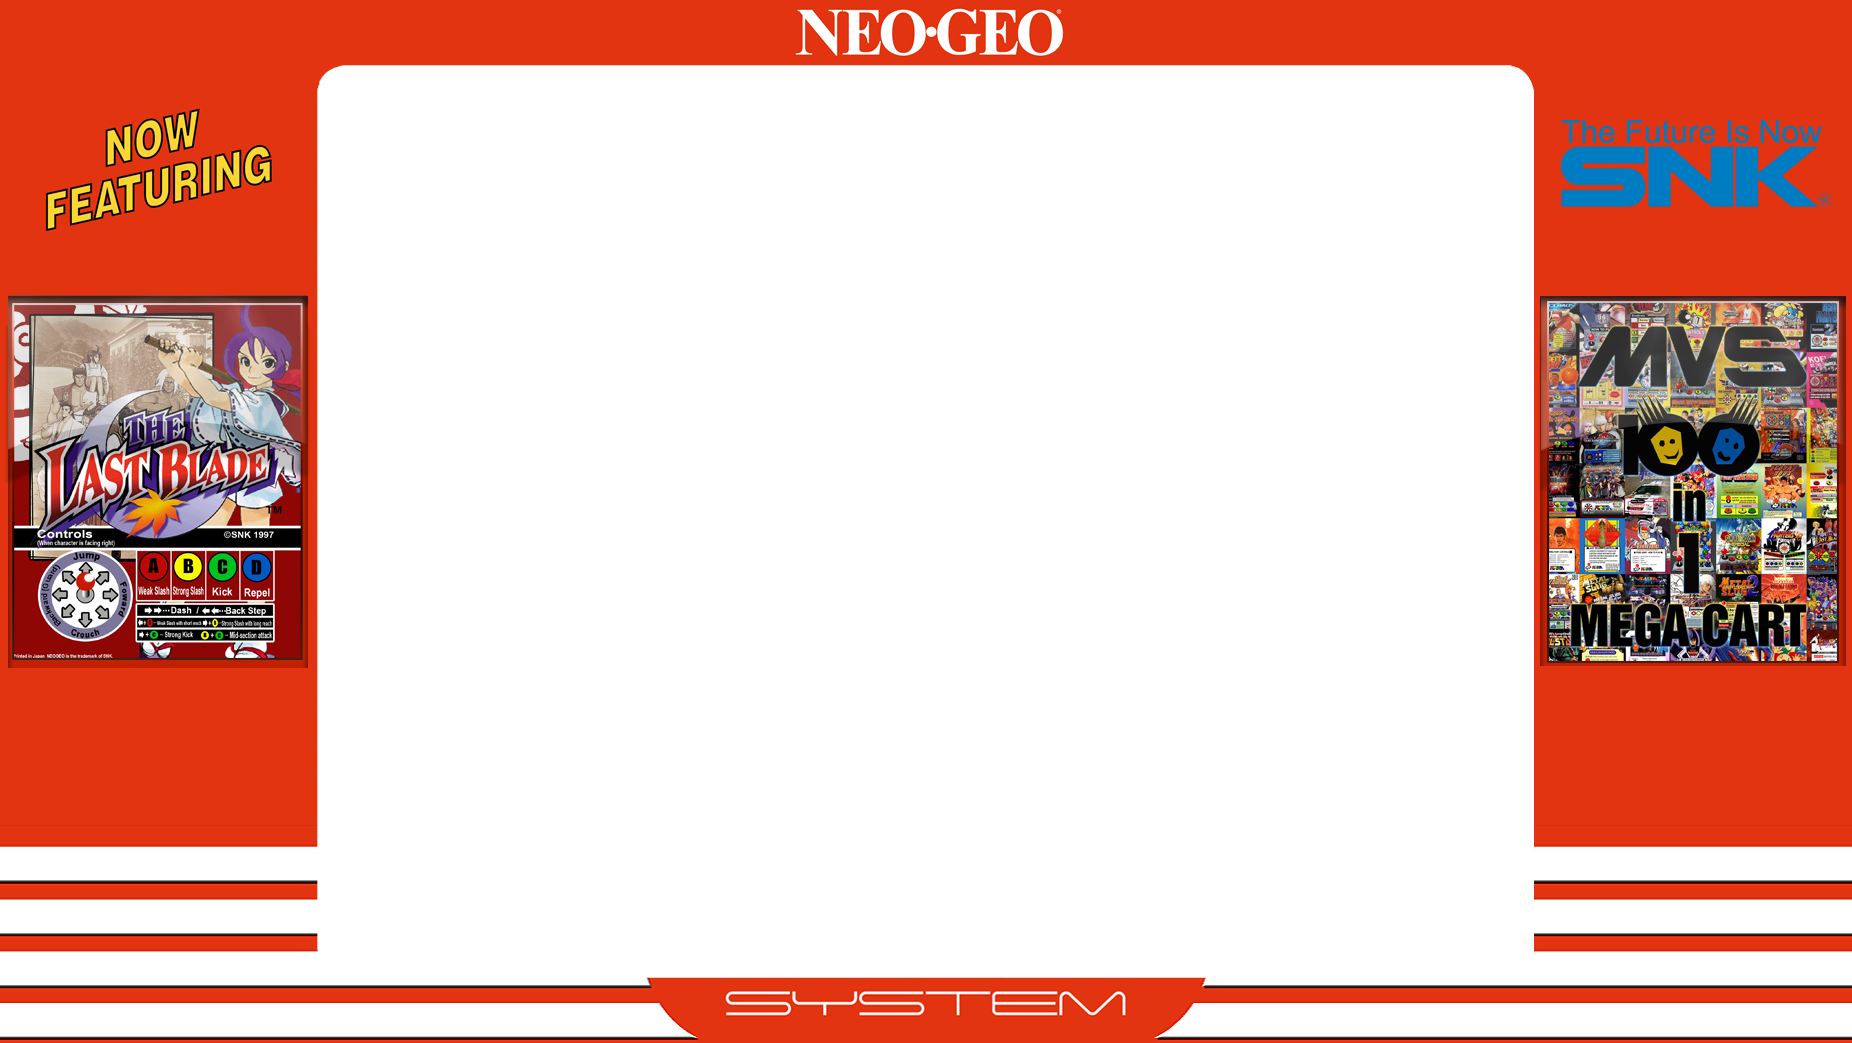 NEO•GEO®
NOW
FEATURING
The Future Is Now
SNK®
THE
LAST BLADE
TM
Controls
(When character is facing right)
©SNK 1997
Jump
Foward
Crouch
A B C D
Weak Slash Strong Slash Kick Repel
Dash / Back Step
Weak Slash with short reach Strong Slash with long reach
Strong Kick B + C Mid-section attack
Printed in Japan NEOGEO is the trademark of SNK.
MVS
100
in
1
MEGA CART
SYSTEM